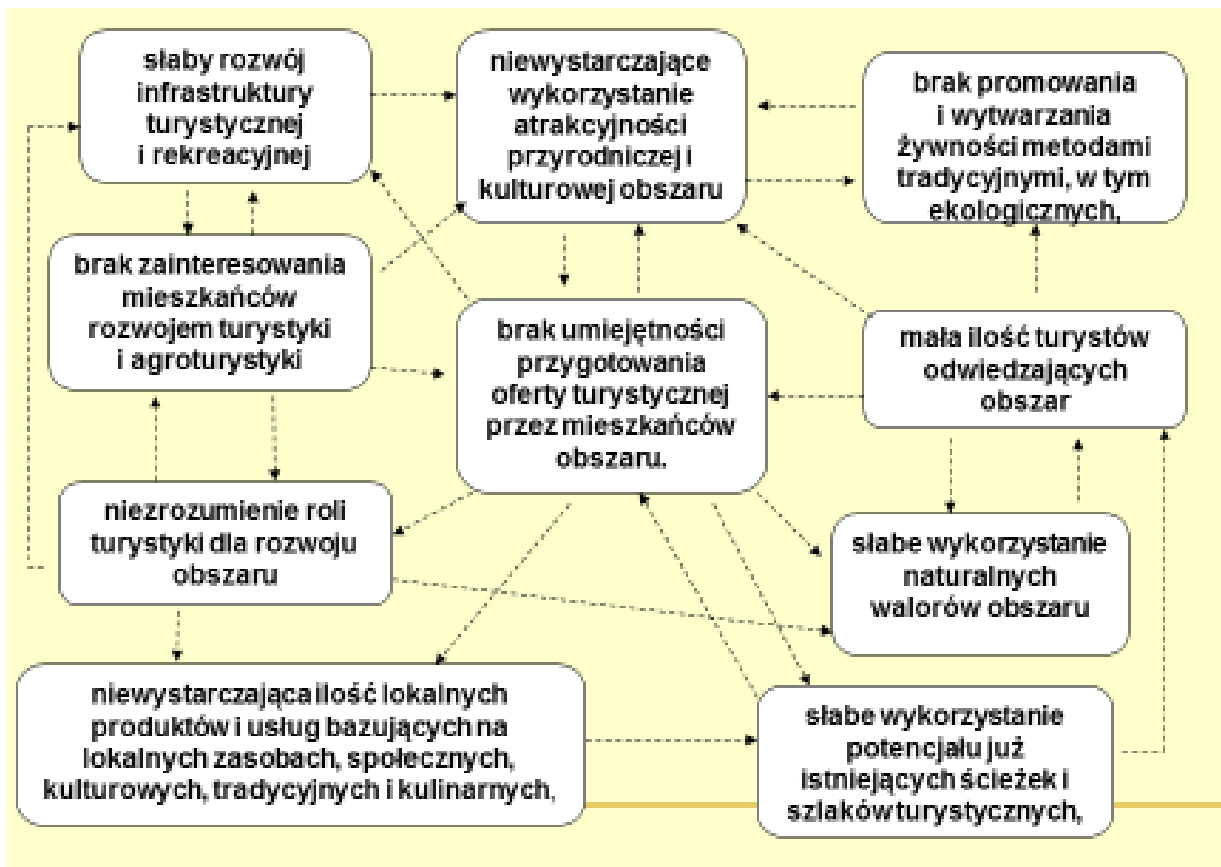 słaby rozwój
infrastruktury
turystycznej
i rekreacyjnej
niewystarczające
wykorzystanie
atrakcyjności
przyrodniczej i
kulturowej obszaru
brak promowania
i wytwarzania
żywności metodami
tradycyjnymi, w tym
ekologicznych,
brak zainteresowania
mieszkańców
rozwojem turystyki
i agroturystyki
brak umiejętności
przygotowania
oferty turystycznej
przez mieszkańców
obszaru.
mała ilość turystów
odwiedzających
obszar
niezrozumienie roli
turystyki dla rozwoju
obszaru
słabe wykorzystanie
naturalnych
walorów obszaru
niewystarczająca ilość lokalnych
produktów i usług bazujących na
lokalnych zasobach, społecznych,
kulturowych, tradycyjnych i kulinarnych,
słabe wykorzystanie
potencjału już
istniejących ścieżek i
szlaków turystycznych,